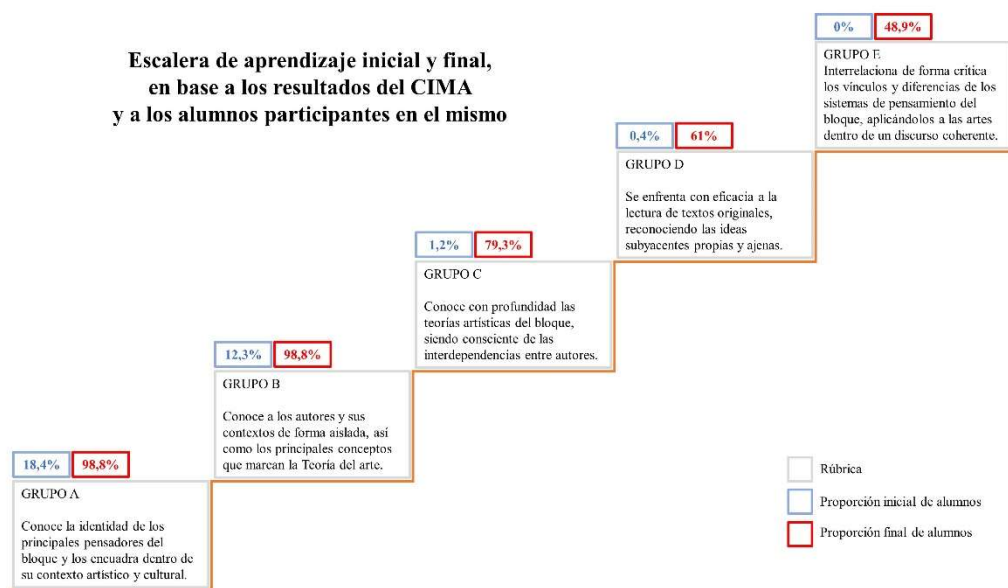 Escalera de aprendizaje inicial y final,
en base a los resultados del CIMA
y a los alumnos participantes en el mismo
0% 48,9%
GRUPO E
Interrelaciona de forma crítica
los vínculos y diferencias de los
sistemas de pensamiento del
bloque, aplicándolos a las artes
dentro de un discurso coherente.
0,4% 61%
GRUPO D
Se enfrenta con eficacia a la
lectura de textos originales,
reconociendo las ideas
subyacentes propias y ajenas.
1,2% 79,3%
GRUPO C
Conoce con profundidad las
teorías artísticas del bloque,
siendo consciente de las
interdependencias entre autores.
12,3% 98,8%
GRUPO B
Conoce a los autores y sus
contextos de forma aislada, así
como los principales conceptos
que marcan la Teoría del arte.
18,4% 98,8%
GRUPO A
Conoce la identidad de los
principales pensadores del
bloque y los encuadra dentro de
su contexto artístico y cultural.
Rúbrica
Proporción inicial de alumnos
Proporción final de alumnos